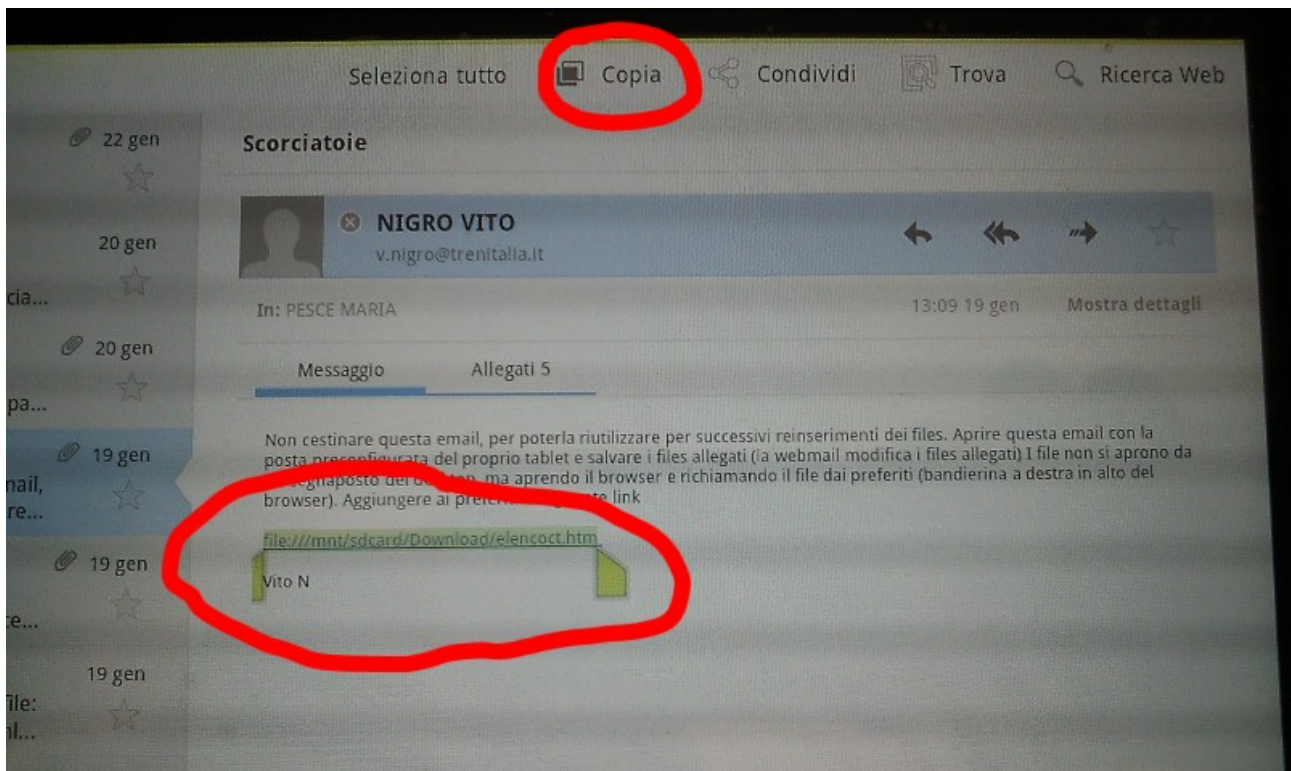 Seleziona tutto Copia Condividi Trova Ricerca Web
22 gen
Scorciatoie
20 gen
NIGRO VITO
v.nigro@trenitalia.it
cia...
In: PESCE MARIA 13:09 19 gen Mostra dettagli
20 gen
Messaggio Allegati 5
pa...
19 gen
Non cestinare questa email, per poterla riutilizzare per successivi reinserimenti dei files. Aprire questa email con la
posta preconfigurata del proprio tablet e salvare i files allegati (la webmail modifica i files allegati) I file non si aprono da
ma aprendo il browser e richiamando il file dai preferiti (bandierina a destra in alto del
browser). Aggiungere ai link
nail,
re...
file:///mnt/sdcard/Download/elencoct.htm
19 gen
Vito N
19 gen